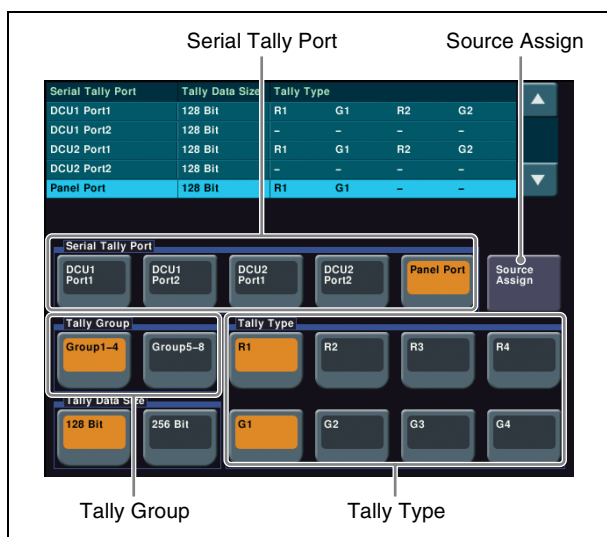 Serial Tally Port Source Assign
Serial Tally Port Tally Data Size Tally Type
DCU1 Port1 128 Bit R1 G1 R2 G2
DCU1 Port2 128 Bit – – – –
DCU2 Port1 128 Bit R1 G1 R2 G2
DCU2 Port2 128 Bit – – – –
Panel Port 128 Bit R1 G1 – –
Serial Tally Port
DCU1 Port1 DCU1 Port2 DCU2 Port1 DCU2 Port2 Panel Port Source Assign
Tally Group Tally Type
Group1–4 Group5–8 R1 R2 R3 R4
Tally Data Size
128 Bit 256 Bit G1 G2 G3 G4
Tally Group Tally Type